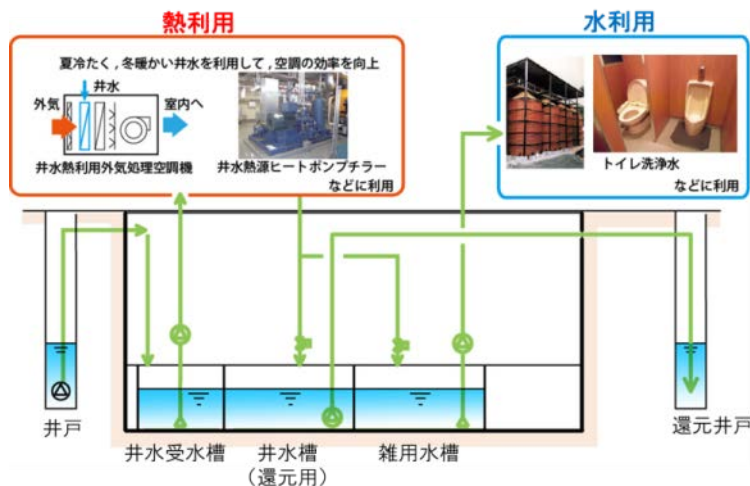 熱利用
夏冷たく,冬暖かい井水を利用して,空調の効率を向上
井水
外気
室内へ
井水熱利用外気処理空調機
井水熱源ヒートポンプチラー
などに利用
水利用
トイレ洗浄水
などに利用
井戸
井水受水槽
井水槽
(還元用)
雑用水槽
還元井戸